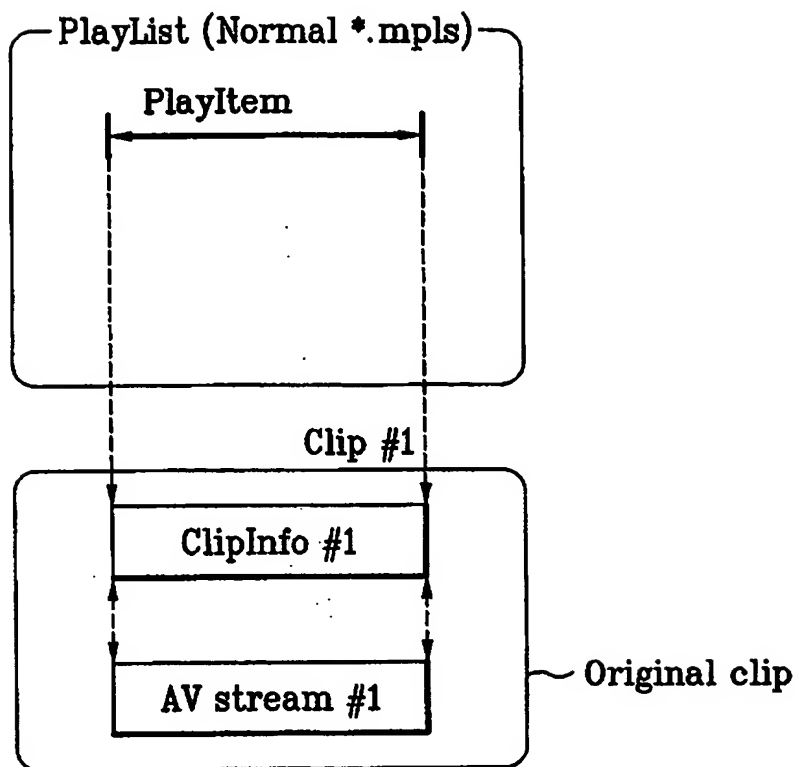 PlayList (Normal *.mpls)
PlayItem
Clip #1
ClipInfo #1
AV stream #1
Original clip